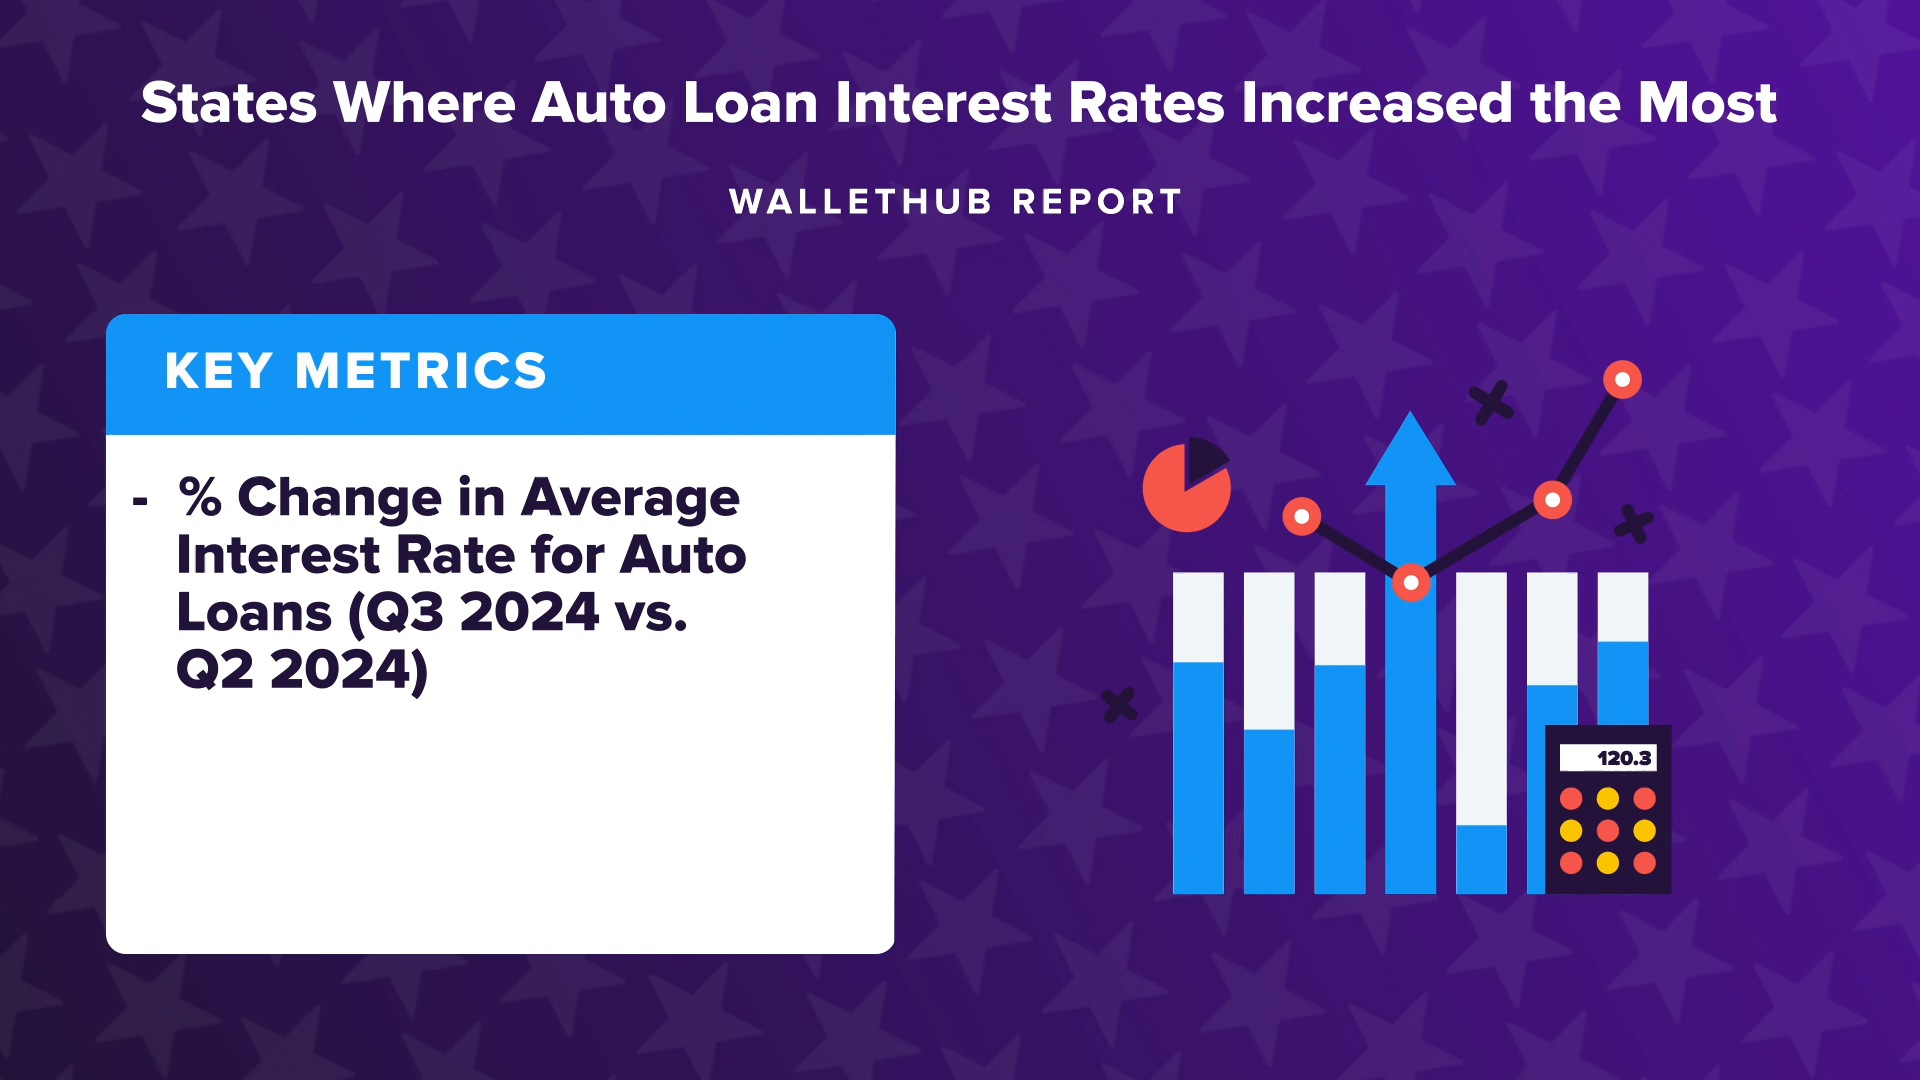 States Where Auto Loan Interest Rates Increased the Most
WALLETHUB REPORT
KEY METRICS
- % Change in Average
Interest Rate for Auto
Loans (Q3 2024 vs.
Q2 2024)
120.3